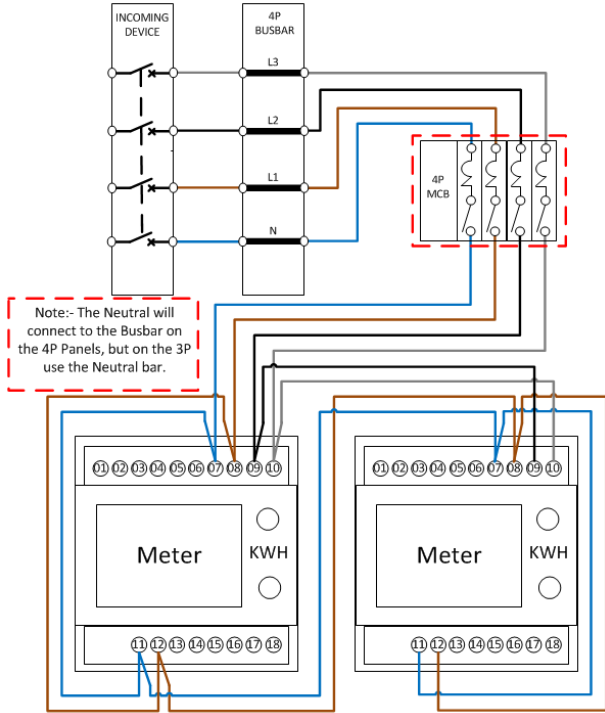 INCOMING
DEVICE
4P
BUSBAR
L3
L2
L1
N
4P
MCB
Note:- The Neutral will
connect to the Busbar on
the 4P Panels, but on the 3P
use the Neutral bar.
01 02 03 04 05 06 07 08 09 10
Meter
KWH
11 12 13 14 15 16 17 18
01 02 03 04 05 06 07 08 09 10
Meter
KWH
11 12 13 14 15 16 17 18